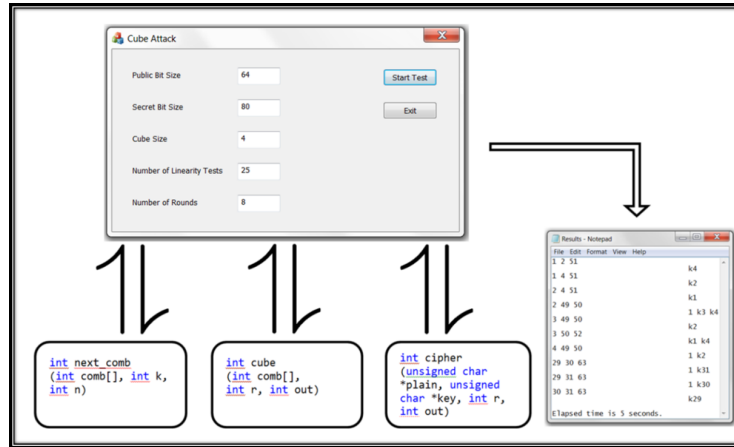 Cube Attack
Public Bit Size 64
Start Test
Secret Bit Size 80
Exit
Cube Size 4
Number of Linearity Tests 25
Number of Rounds 8
int next_comb
(int comb[], int k,
int n)
int cube
(int comb[],
int r, int out)
int cipher
(unsigned char
*plain, unsigned
char *key, int r,
int out)
Results - Notepad
File Edit Format View Help
1 2 51
k4
1 4 51
k2
2 4 51
k1
2 49 50
1 k3 k4
3 49 50
k2
3 50 52
k1 k4
4 49 50
1 k2
29 30 63
1 k31
29 31 63
1 k30
30 31 63
k29
Elapsed time is 5 seconds.